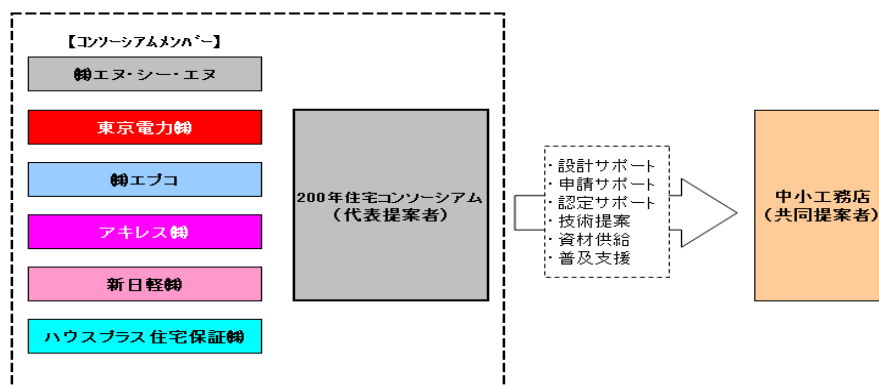 【コンソーシアムメンバー】
㈱エヌ・シー・エヌ
東京電力㈱
㈱エプコ
アキレス㈱
新日軽㈱
ハウスプラス住宅保証㈱
200年住宅コンソーシアム
(代表提案者)
・設計サポート
・申請サポート
・認定サポート
・技術提案
・資材供給
・普及支援
中小工務店
(共同提案者)